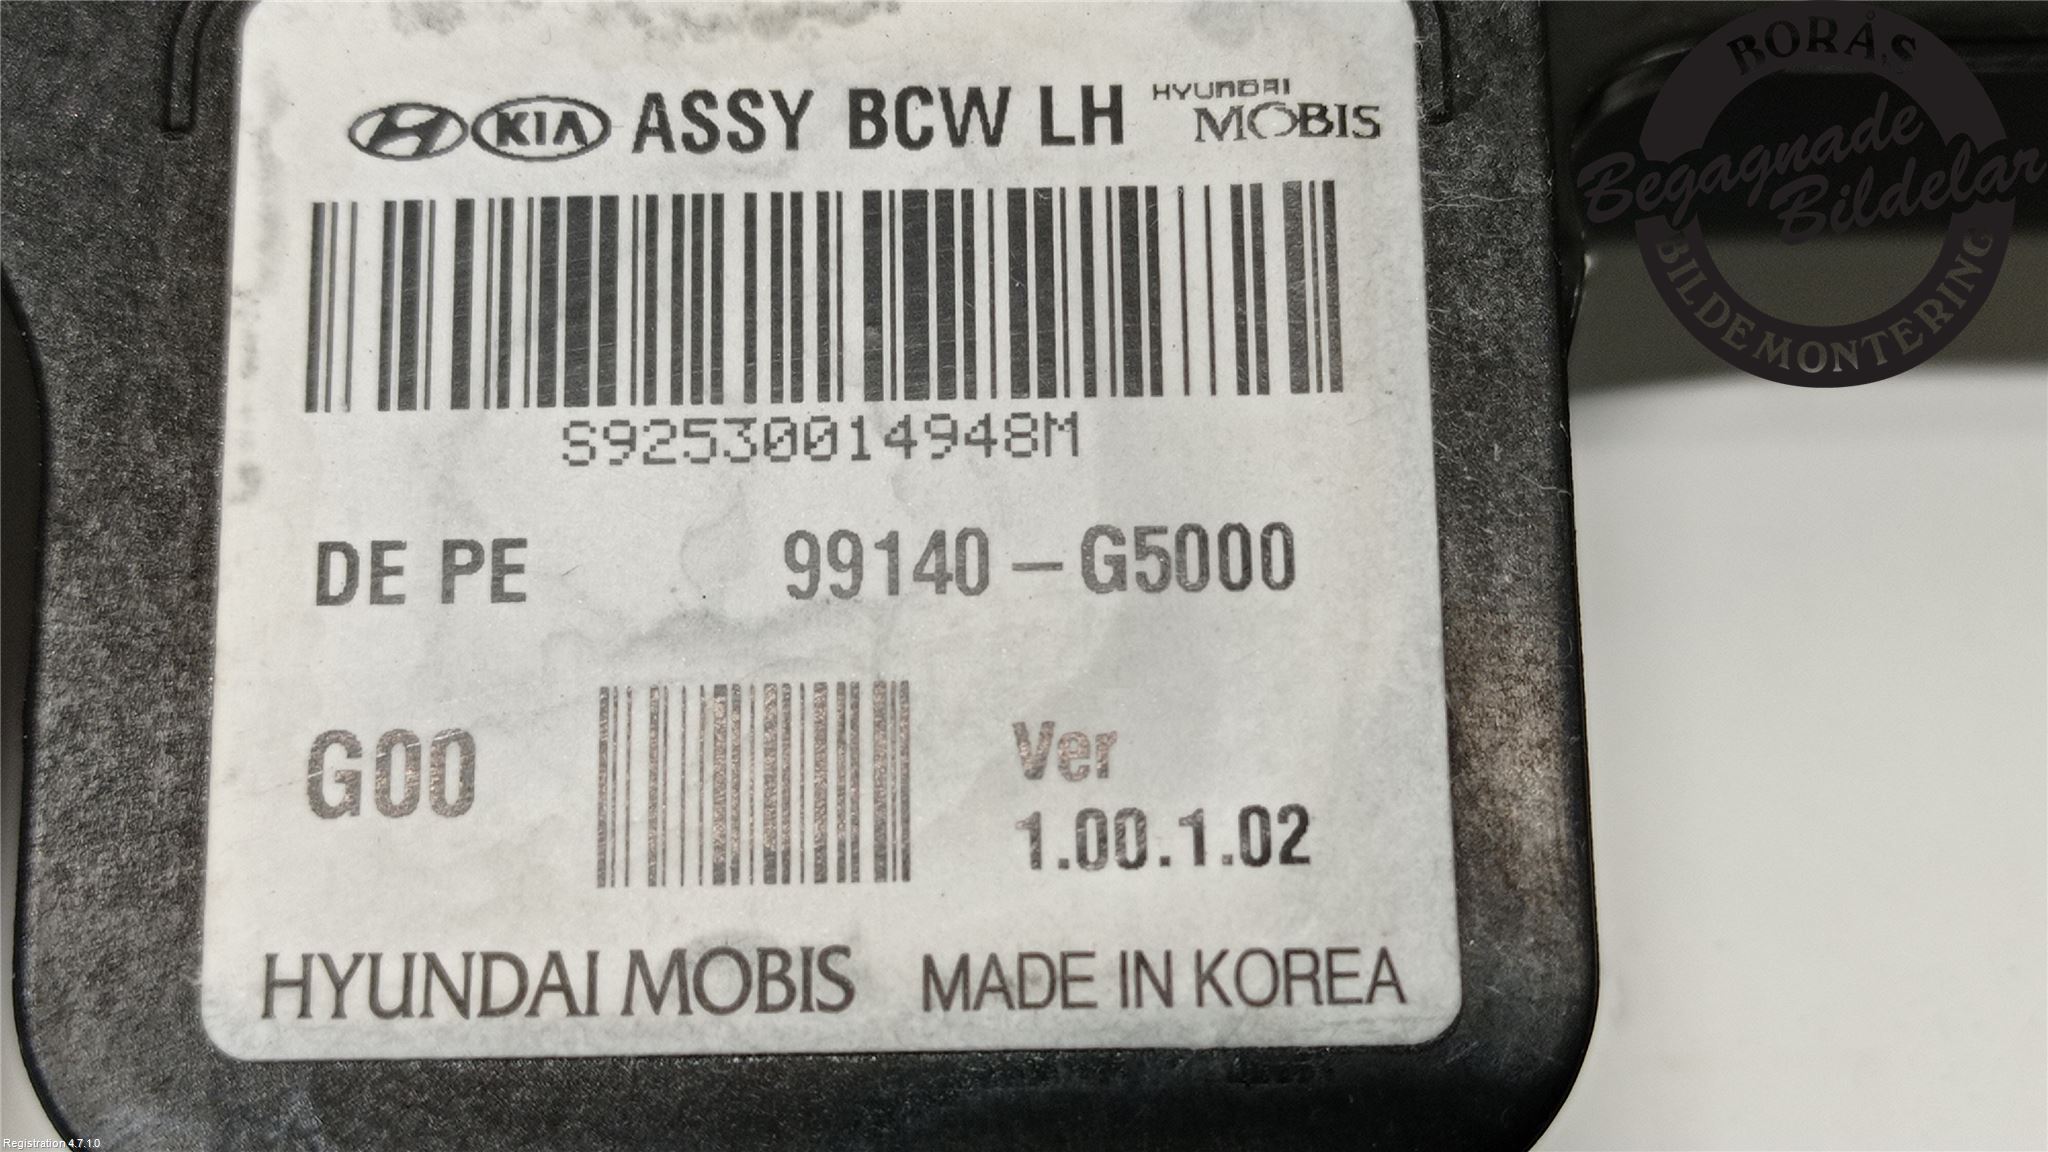 KIA ASSY BCW LH HYUNDAI MOBIS
S92530014948M
DE PE 99140-G5000
G00
Ver
1.00.1.02
HYUNDAI MOBIS MADE IN KOREA
BORÅS
Begagnade
Bildelar
BILDEMONTERING
Registration 4.7.1.0